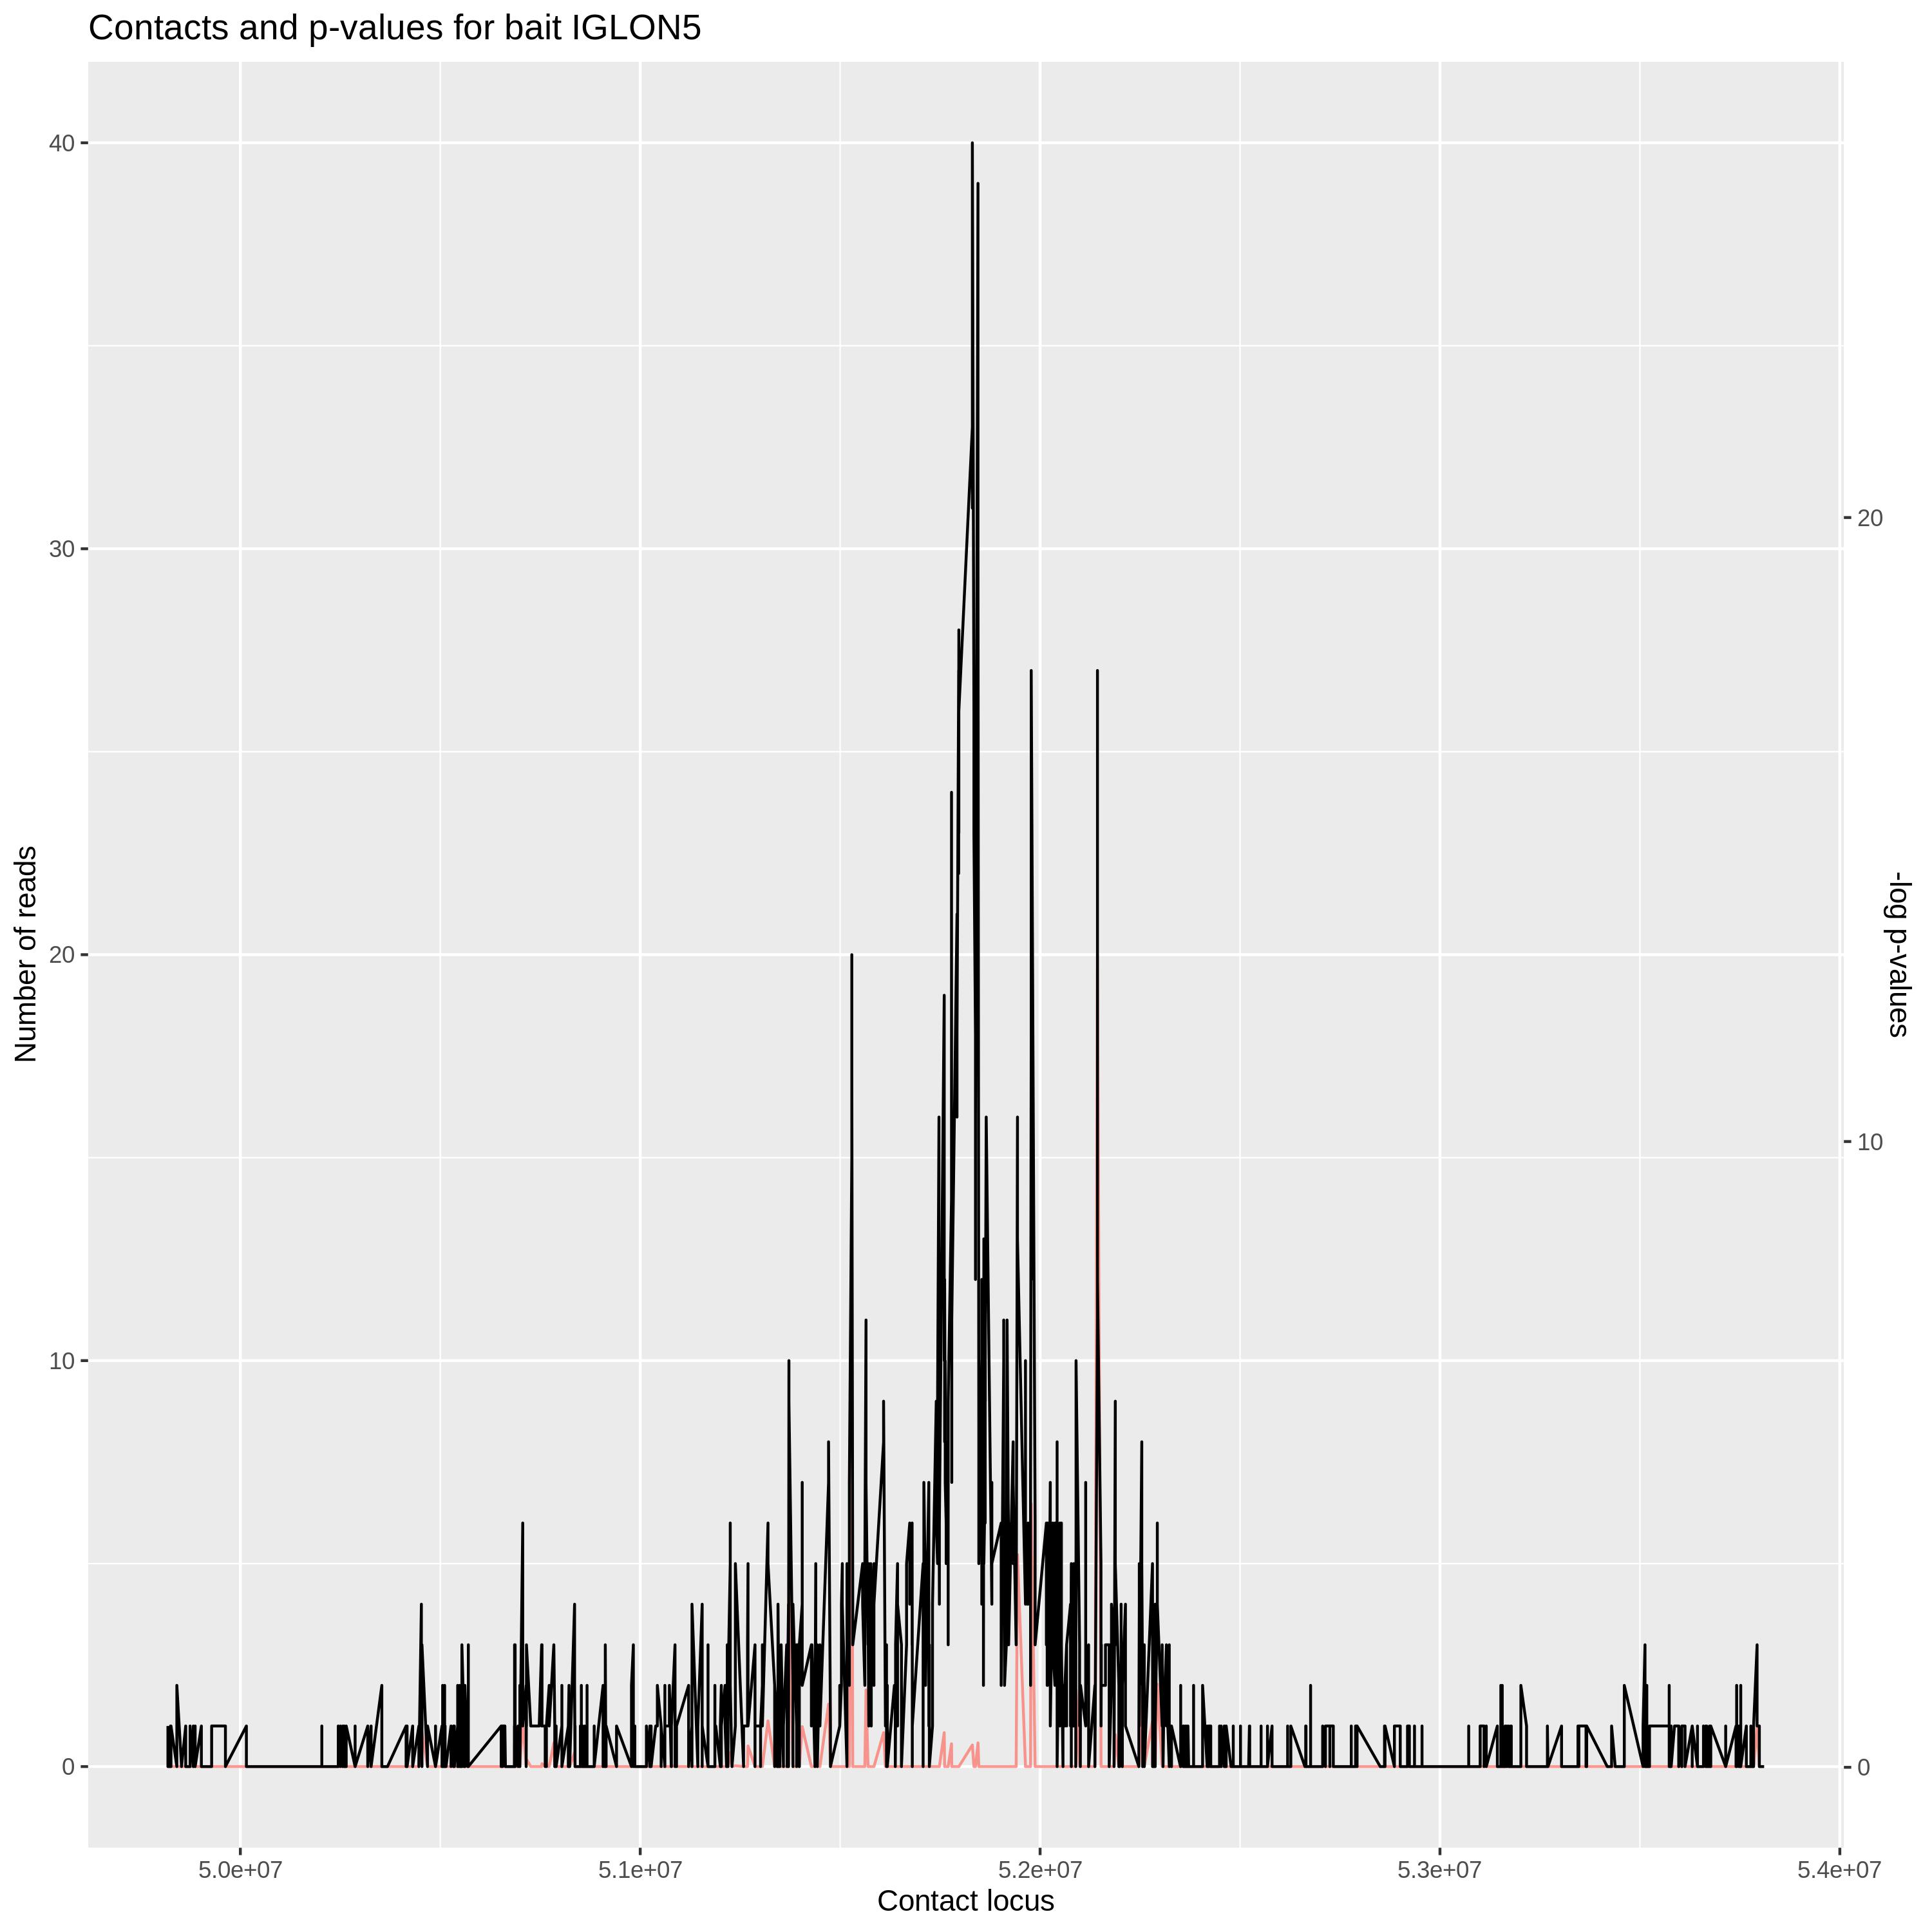 Contacts and p-values for bait IGLON5
40
30
20
10
0
Number of reads
20
10
0
-log p-values
5.0e+07 5.1e+07 5.2e+07 5.3e+07 5.4e+07
Contact locus